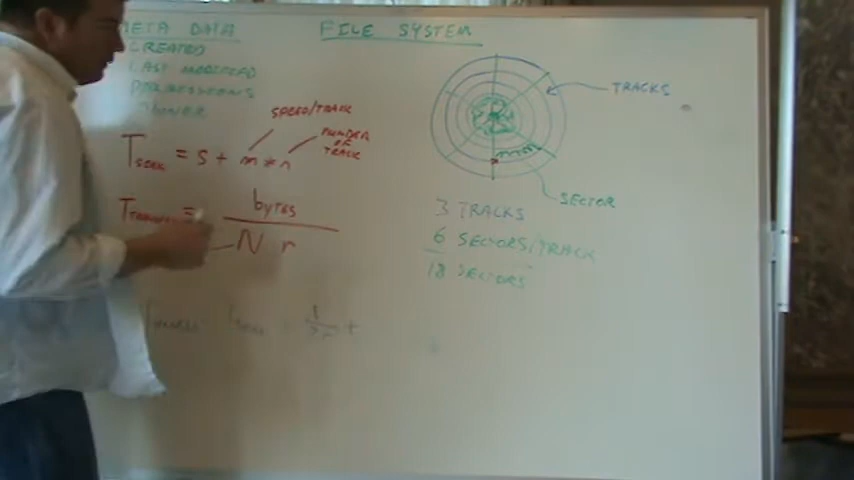 META DATA
CREATED
LAST MODIFIED
PERMISSIONS
OWNER
FILE SYSTEM
TRACKS
SECTOR
SPEED/TRACK
NUMBER
OF
TRACK
T SEEK = S + m * n
bytes
N r
3 TRACKS
6 SECTORS/TRACK
18 SECTORS